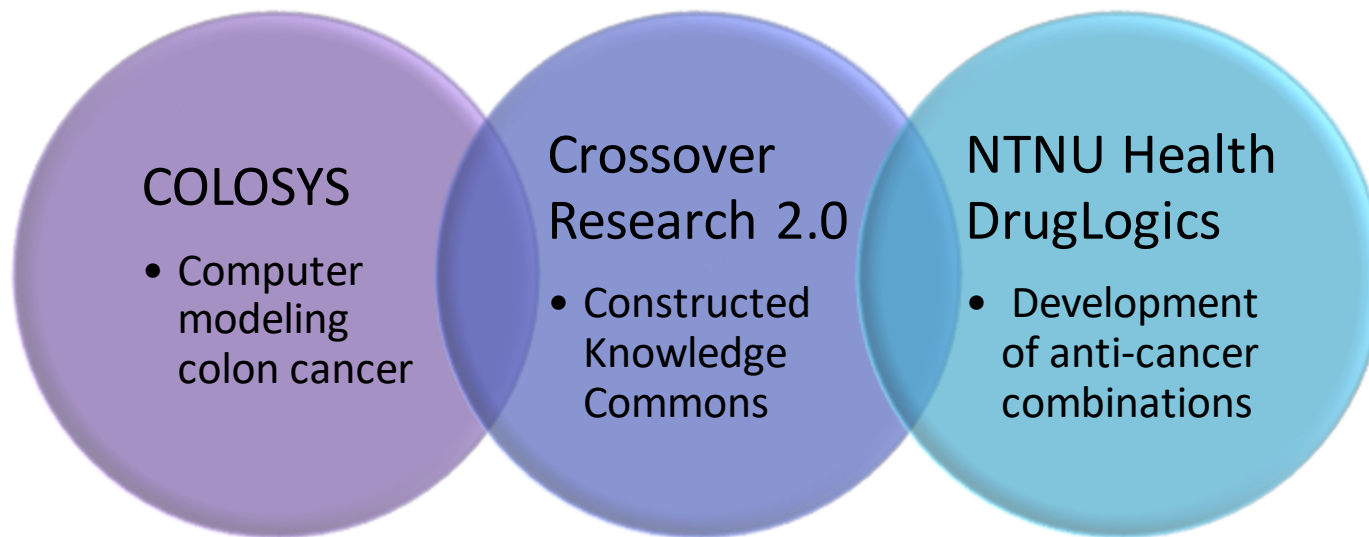 COLOSYS
• Computer
modeling
colon cancer
Crossover
Research 2.0
• Constructed
Knowledge
Commons
NTNU Health
DrugLogics
• Development
of anti-cancer
combinations